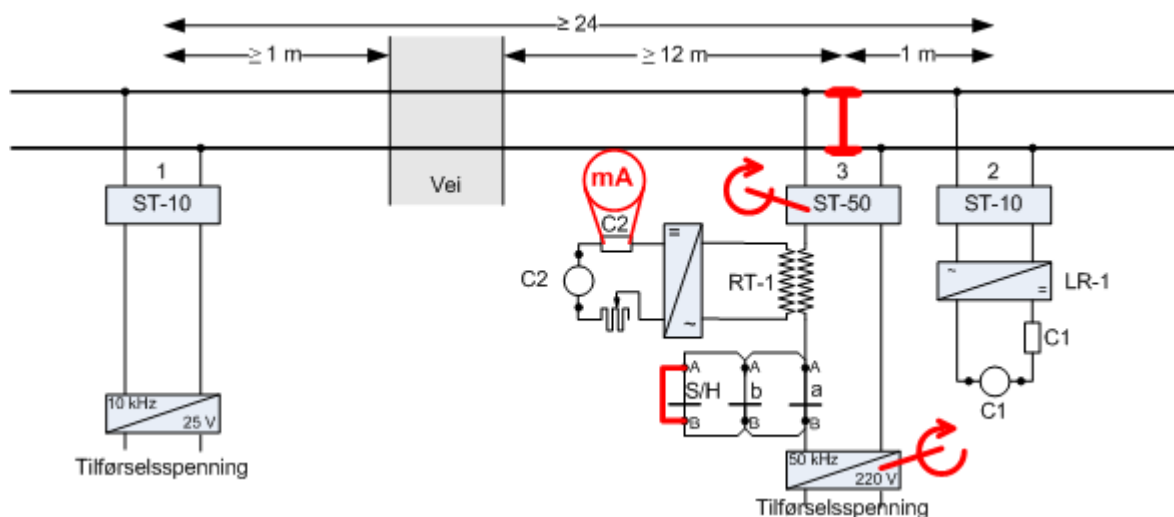 ≥ 24
≥ 1 m
≥ 12 m
1 m
1
ST-10
Vei
mA
3
ST-50
2
ST-10
C2
=
~
C2
RT-1
~
=
LR-1
C1
C1
A
A
A
S/H
b
a
B
B
B
10 kHz
25 V
Tilførselsspenning
50 kHz
220 V
Tilførselsspenning